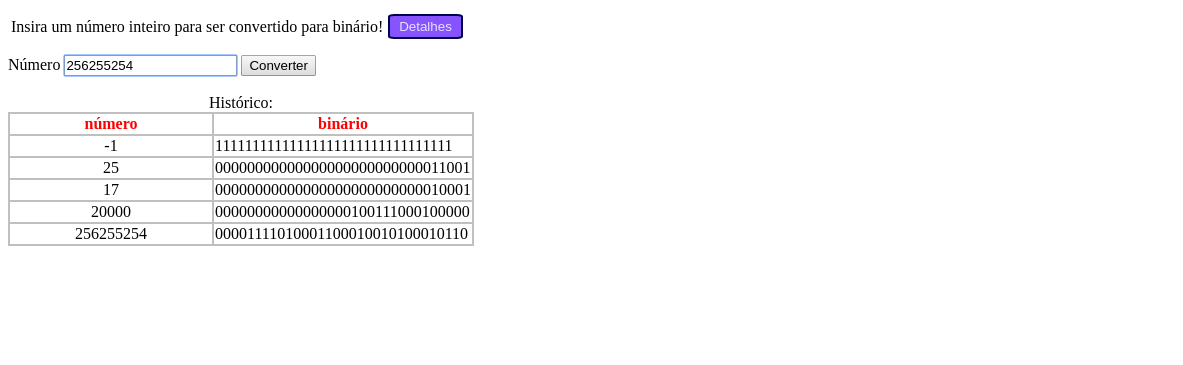 Insira um número inteiro para ser convertido para binário! Detalhes
Número 256255254 Converter
Histórico:
número binário
-1 11111111111111111111111111111111
25 00000000000000000000000000011001
17 00000000000000000000000000010001
20000 00000000000000000100111000100000
256255254 00001111010001100010010100010110